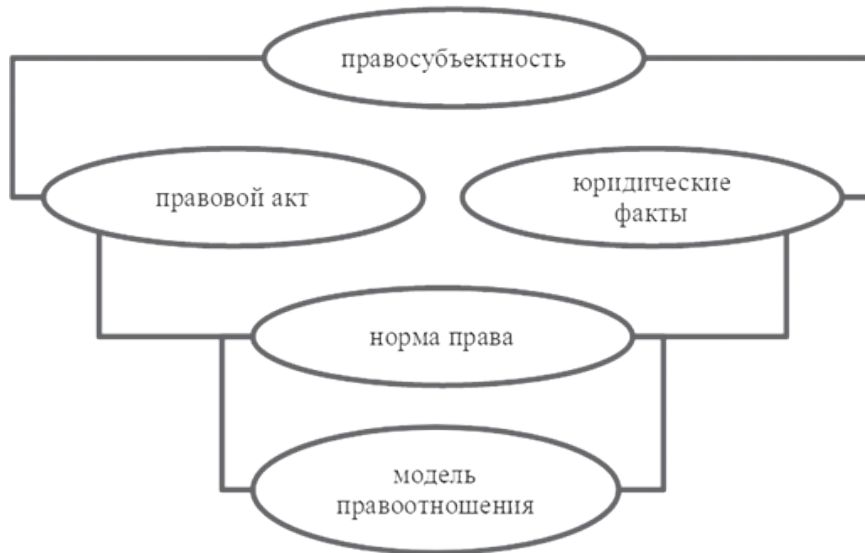 правосубъектность
правовой акт
юридические
факты
норма права
модель
правоотношения